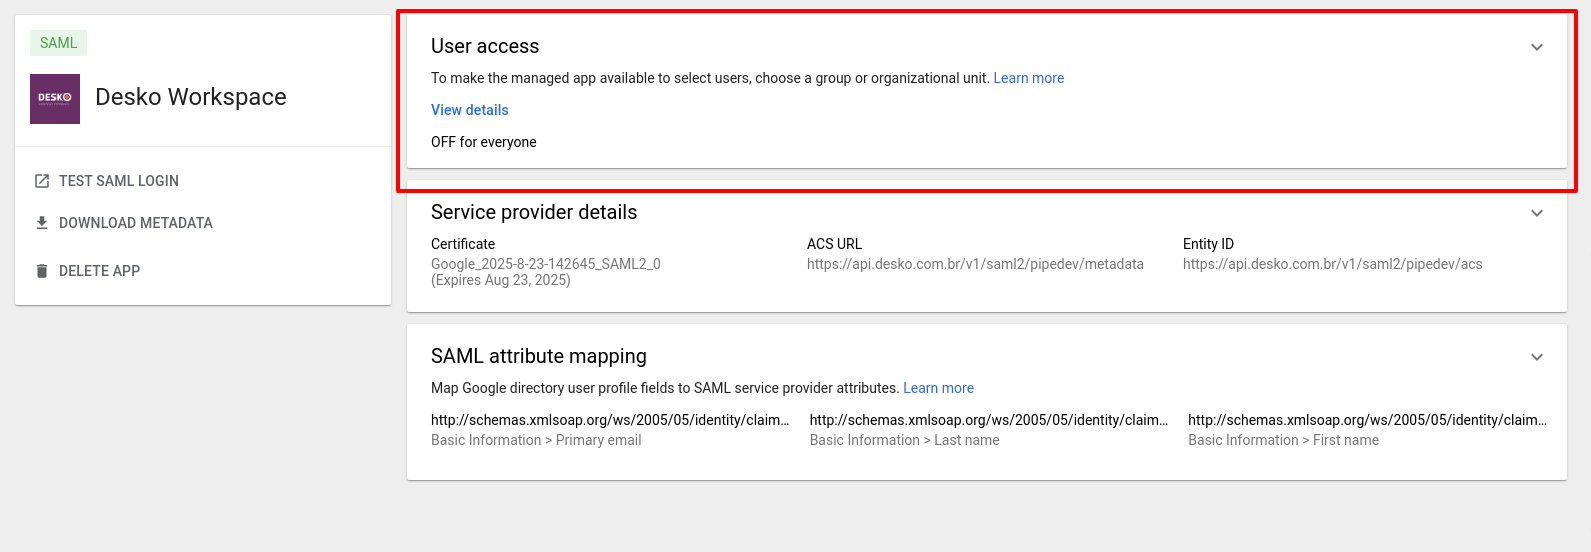 SAML
DESKO
Desko Workspace
TEST SAML LOGIN
DOWNLOAD METADATA
DELETE APP
User access
To make the managed app available to select users, choose a group or organizational unit. Learn more
View details
OFF for everyone
Service provider details
Certificate
Google_2025-8-23-142645_SAML2_0
(Expires Aug 23, 2025)
ACS URL
https://api.desko.com.br/v1/saml2/pipedev/metadata
Entity ID
https://api.desko.com.br/v1/saml2/pipedev/acs
SAML attribute mapping
Map Google directory user profile fields to SAML service provider attributes. Learn more
http://schemas.xmlsoap.org/ws/2005/05/identity/claim...
Basic Information > Primary email
http://schemas.xmlsoap.org/ws/2005/05/identity/claim...
Basic Information > Last name
http://schemas.xmlsoap.org/ws/2005/05/identity/claim...
Basic Information > First name